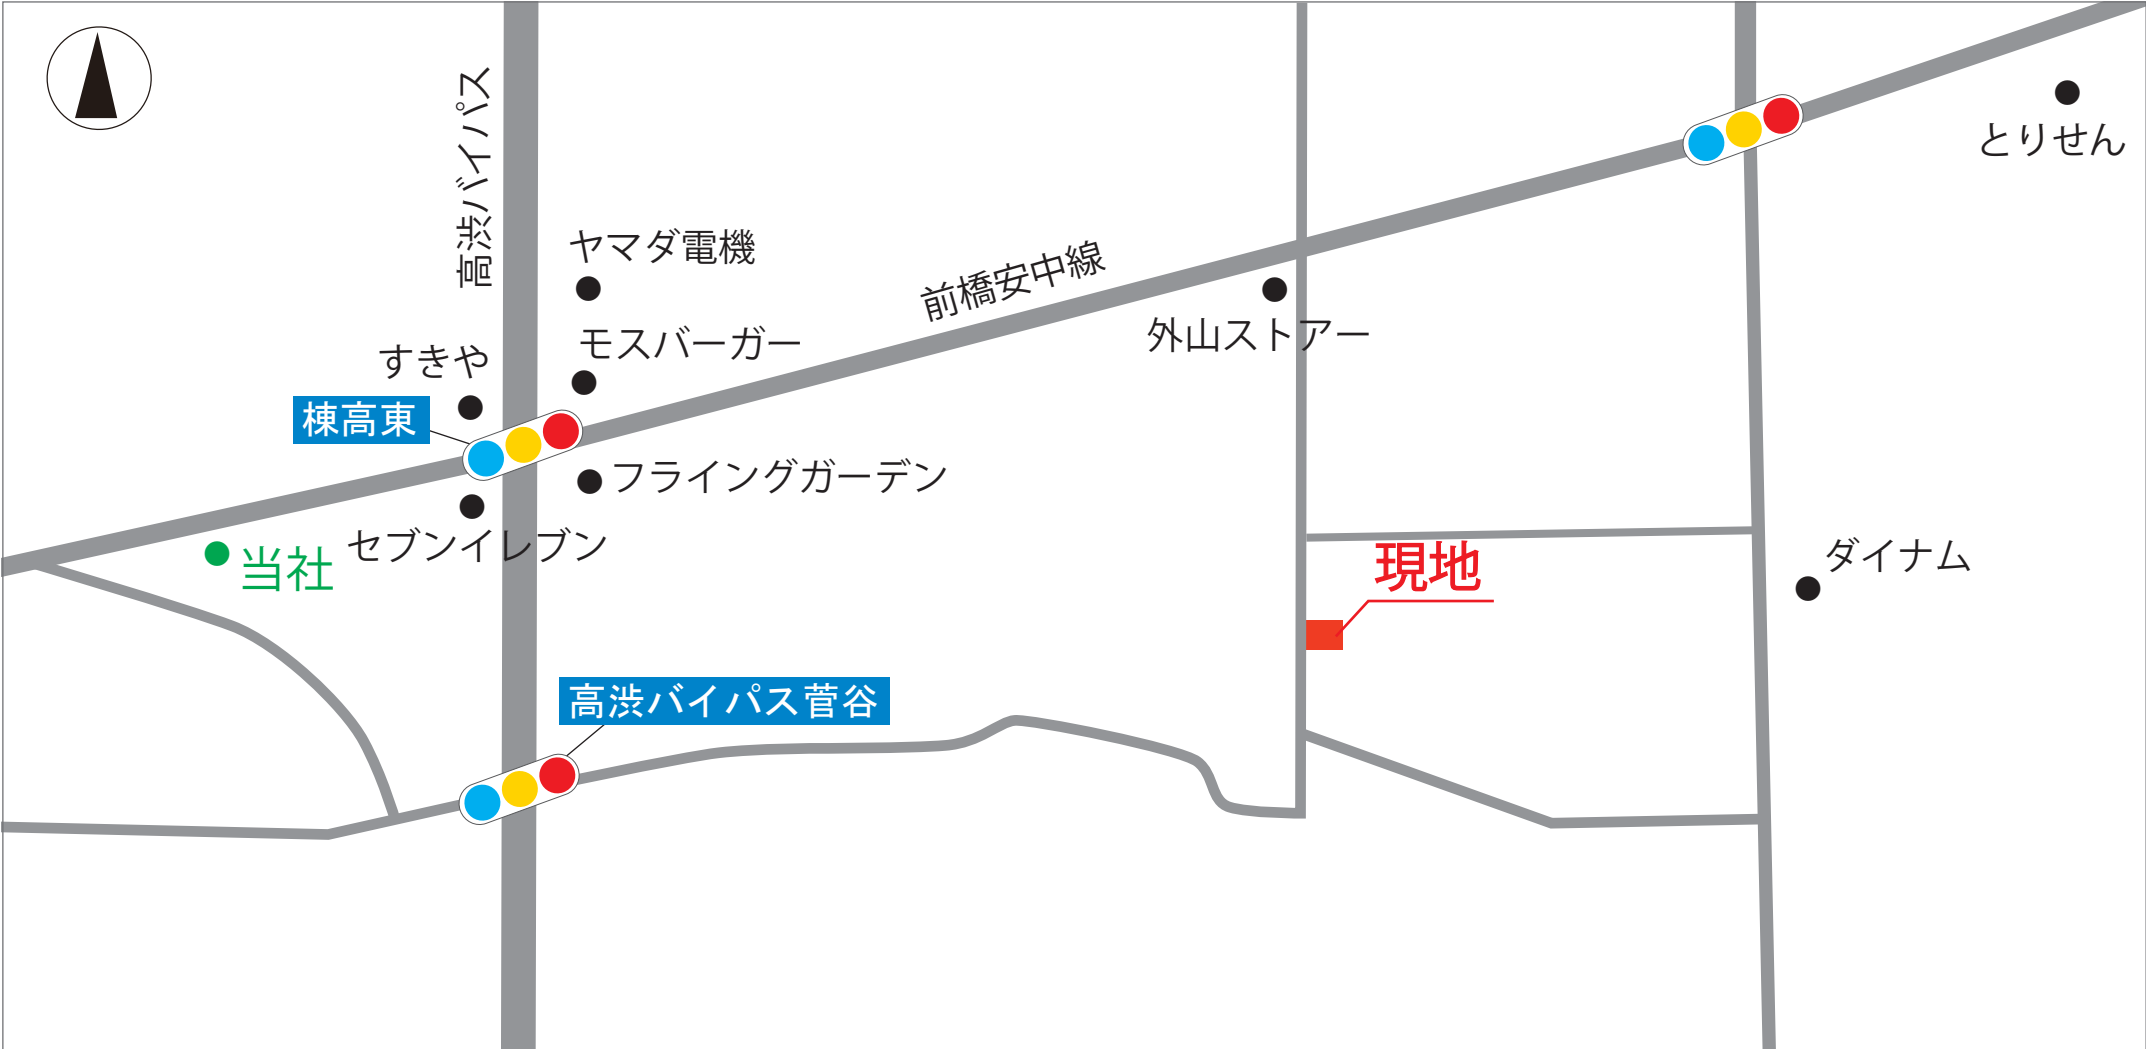 高渋バイパス
とりせん
ヤマダ電機
前橋安中線
外山ストアー
モスバーガー
すきや
棟高東
フライングガーデン
セブンイレブン
当社
現地
ダイナム
高渋バイパス菅谷